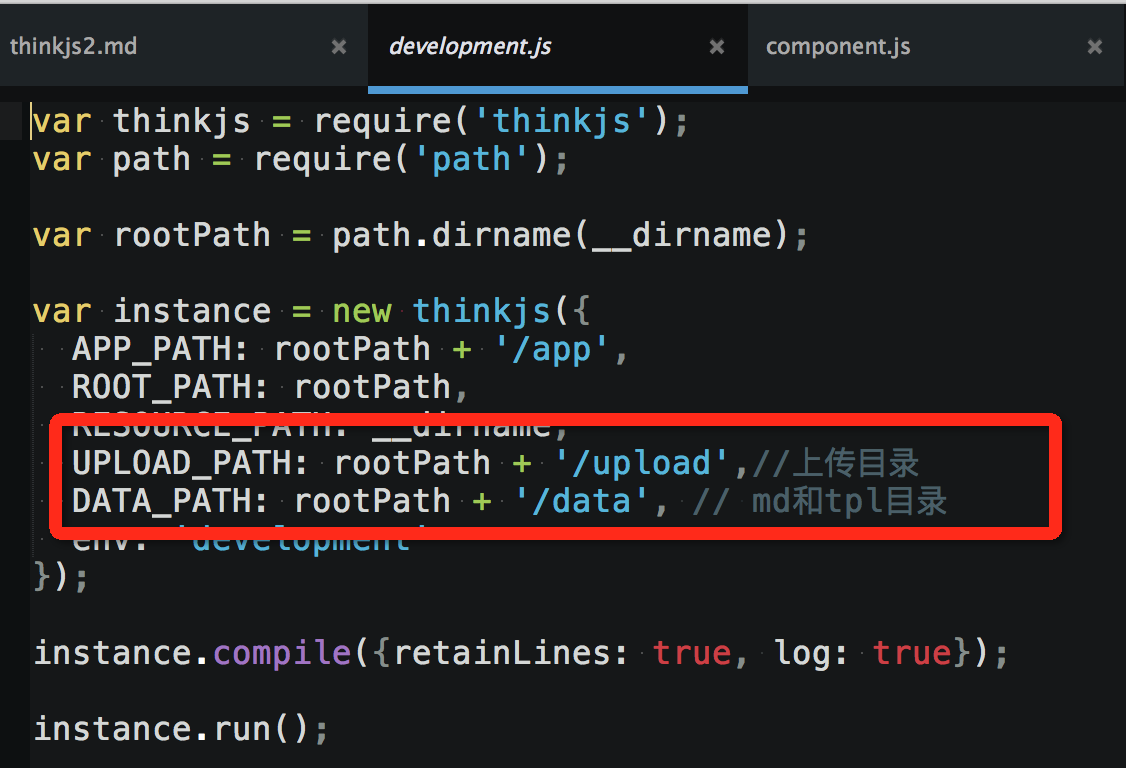 thinkjs2.md × development.js × component.js ×
var thinkjs = require('thinkjs');
var path = require('path');
var rootPath = path.dirname(__dirname);
var instance = new thinkjs({
APP_PATH: rootPath + '/app',
ROOT_PATH: rootPath,
RESOURCE_PATH: __dirname,
UPLOAD_PATH: rootPath + '/upload',//上传目录
DATA_PATH: rootPath + '/data', // md和tpl目录
env: 'development'
});
instance.compile({retainLines: true, log: true});
instance.run();